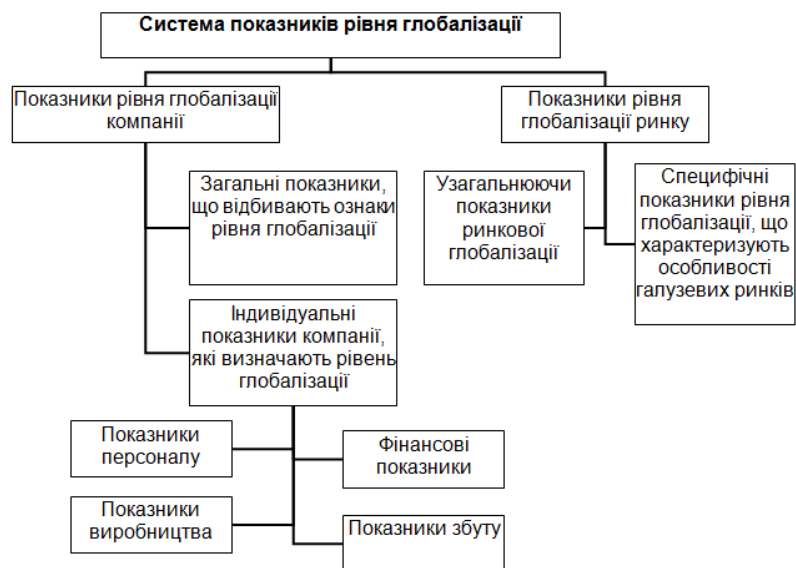 Система показників рівня глобалізації
Показники рівня глобалізації
компанії
Показники рівня
глобалізації ринку
Загальні показники,
що відбивають ознаки
рівня глобалізації
Узагальнюючи
показники
ринкової
глобалізації
Специфічні
показники рівня
глобалізації, що
характеризують
особливості
галузевих ринків
Індивідуальні
показники компанії,
які визначають рівень
глобалізації
Показники
персоналу
Фінансові
показники
Показники
виробництва
Показники збуту